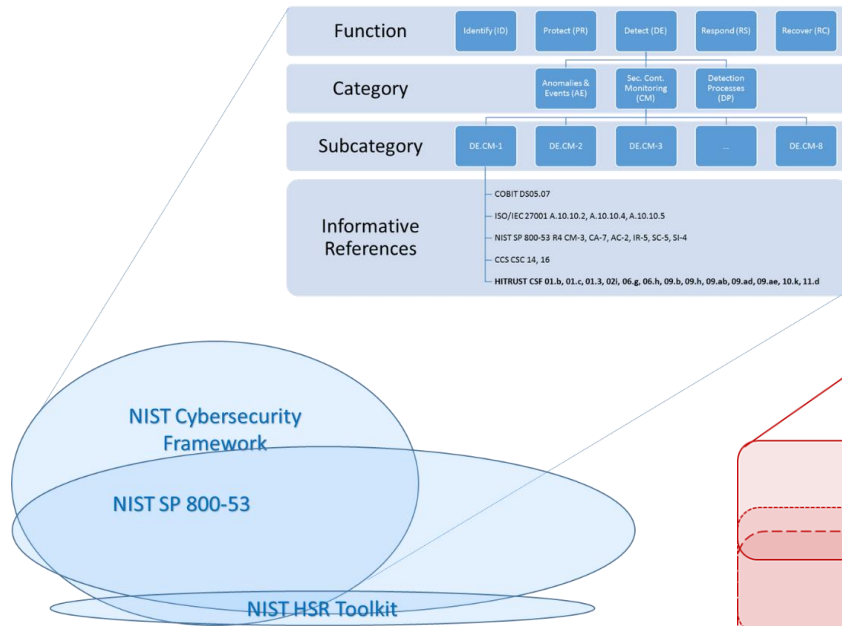 Function
Identify (ID)
Protect (PR)
Detect (DE)
Respond (RS)
Recover (RC)
Category
Anomalies &
Events (AE)
Sec. Cont.
Monitoring
(CM)
Detection
Processes
(DP)
Subcategory
DE.CM-1
DE.CM-2
DE.CM-3
...
DE.CM-8
Informative
References
COBIT DS05.07
ISO/IEC 27001 A.10.10.2, A.10.10.4, A.10.10.5
NIST SP 800-53 R4 CM-3, CA-7, AC-2, IR-5, SC-5, SI-4
CCS CSC 14, 16
HITRUST CSF 01.b, 01.c, 01.3, 02i, 06.g, 06.h, 09.b, 09.h, 09.ab, 09.ad, 09.ae, 10.k, 11.d
NIST Cybersecurity
Framework
NIST SP 800-53
NIST HSR Toolkit